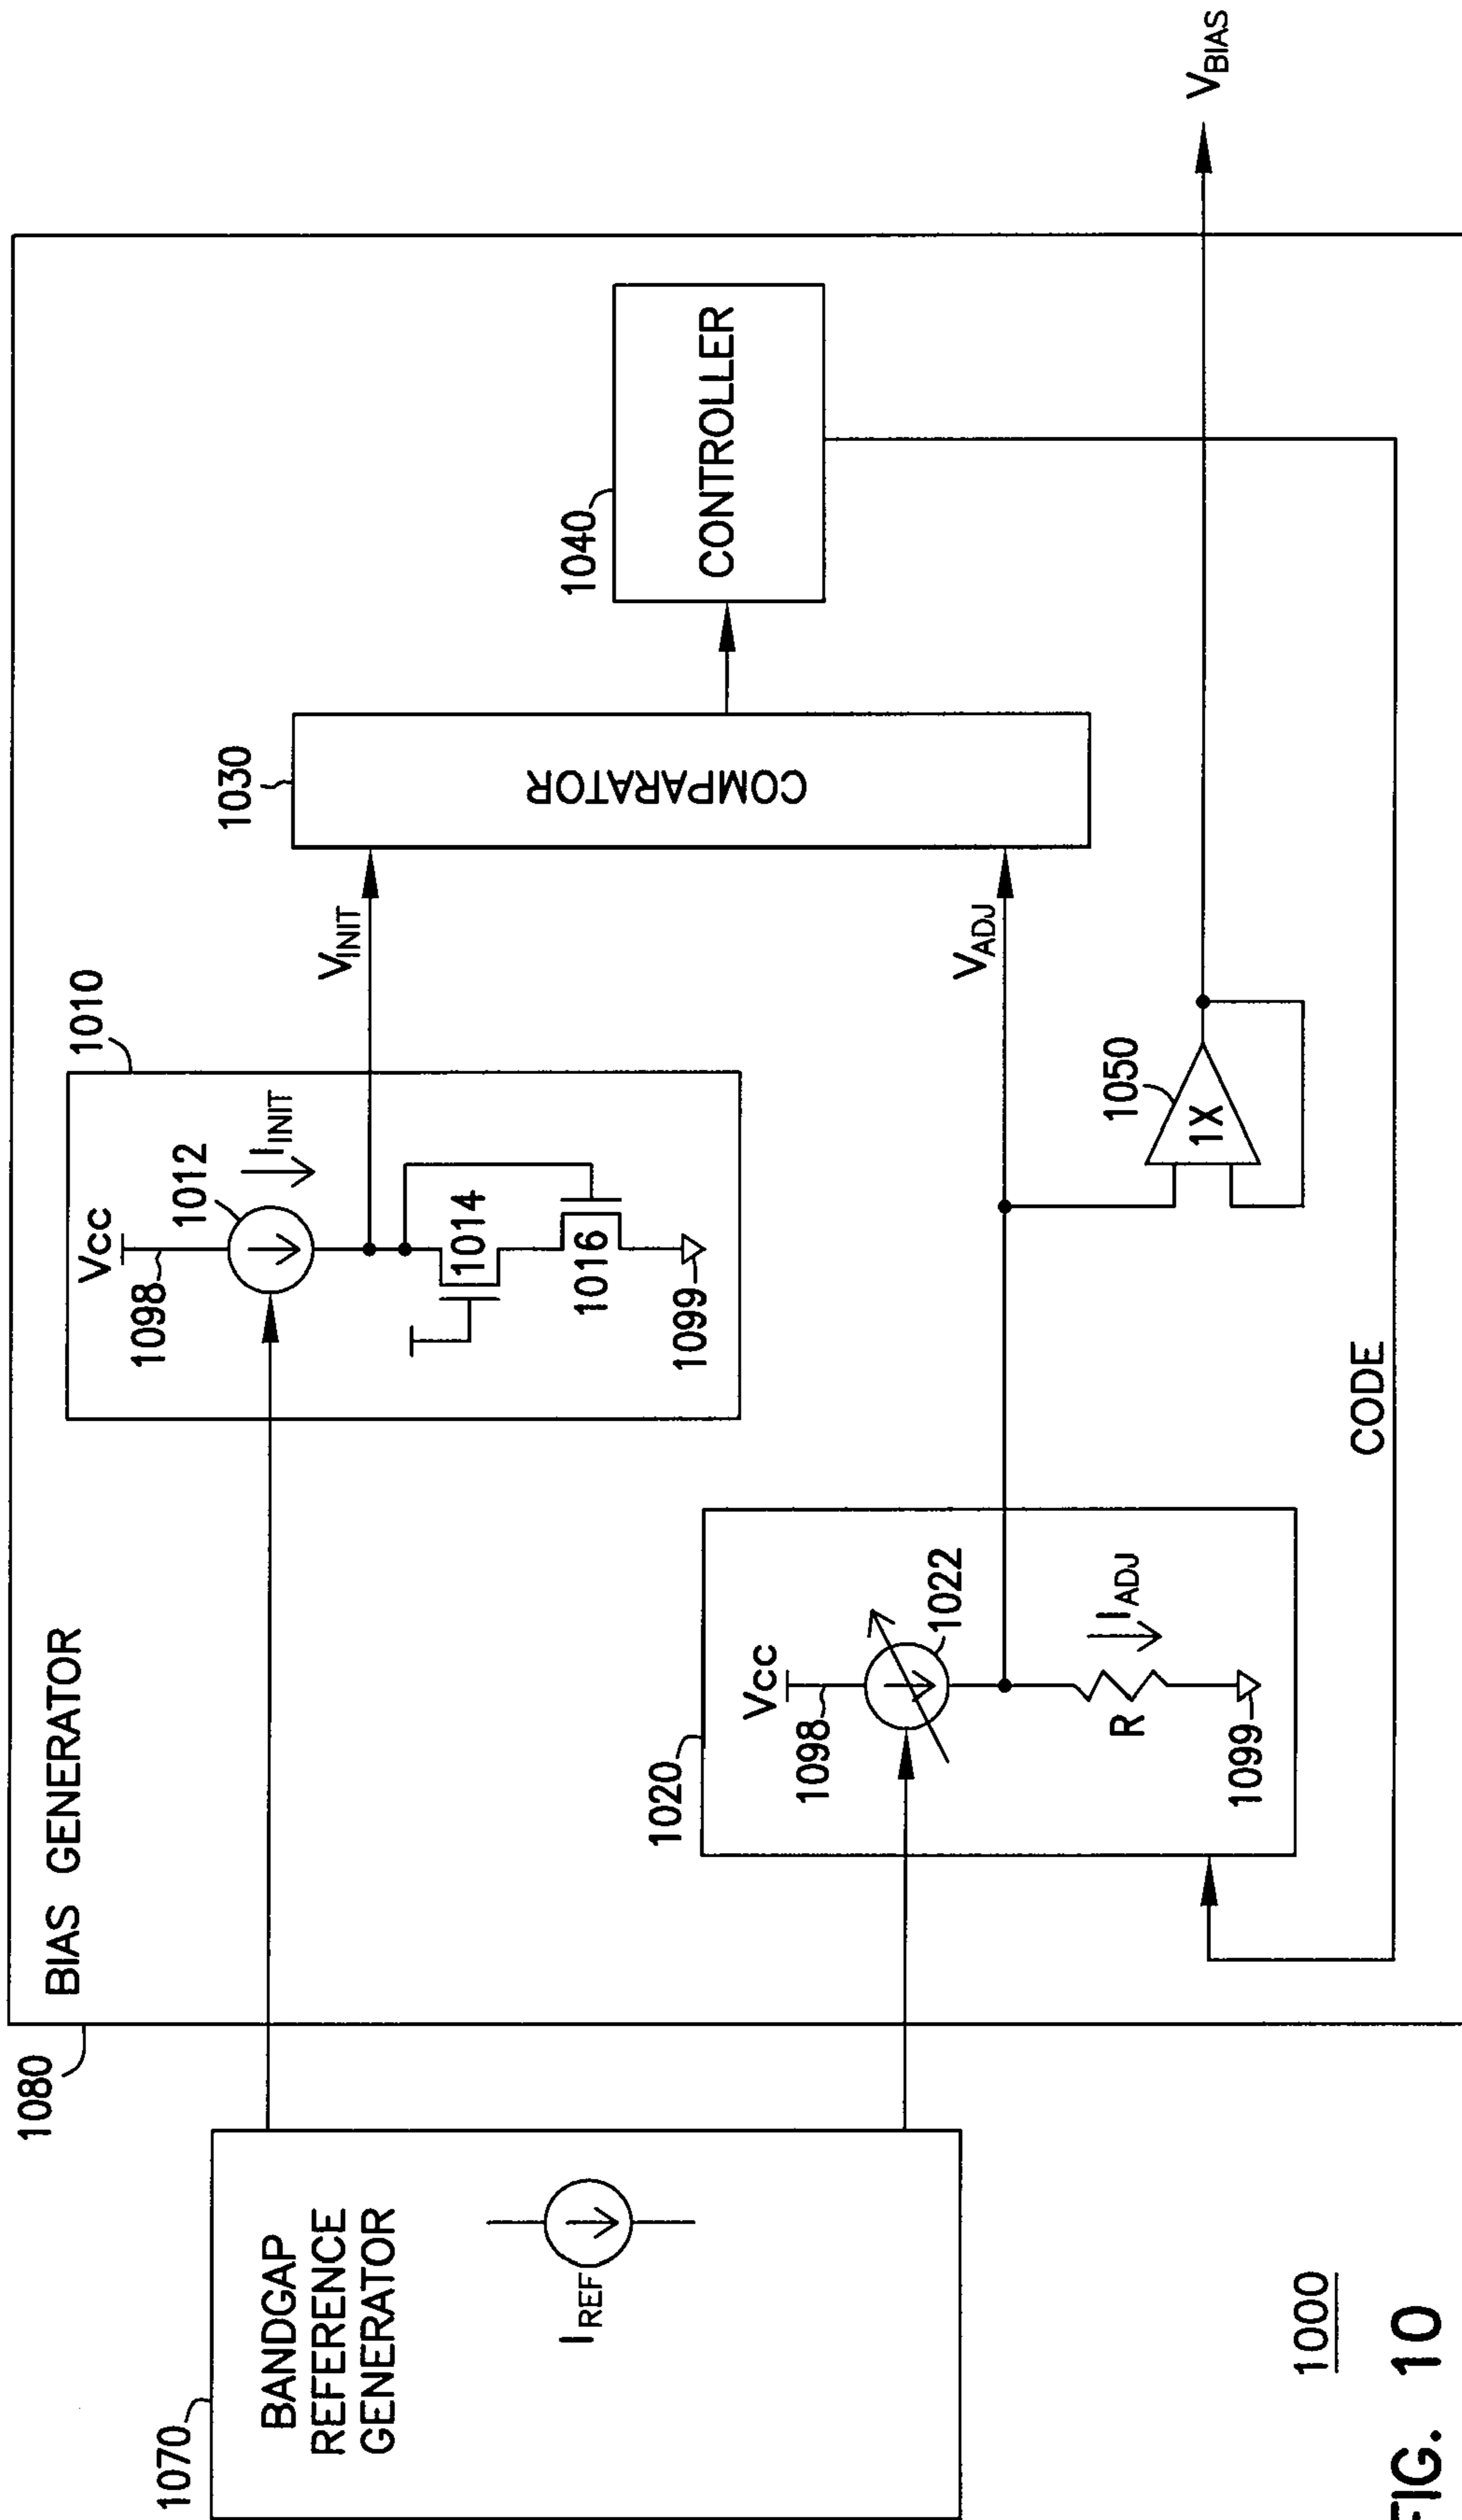 1080
BIAS GENERATOR
1070
BANDGAP
REFERENCE
GENERATOR
IREF
1010
Vcc
1098
1012
IINIT
1014
1016
1099
VINIT
1030
COMPARATOR
1040
CONTROLLER
1020
Vcc
1098
1022
R
IADJ
1099
VADJ
1050
1X
VBIAS
CODE
1000
FIG. 10